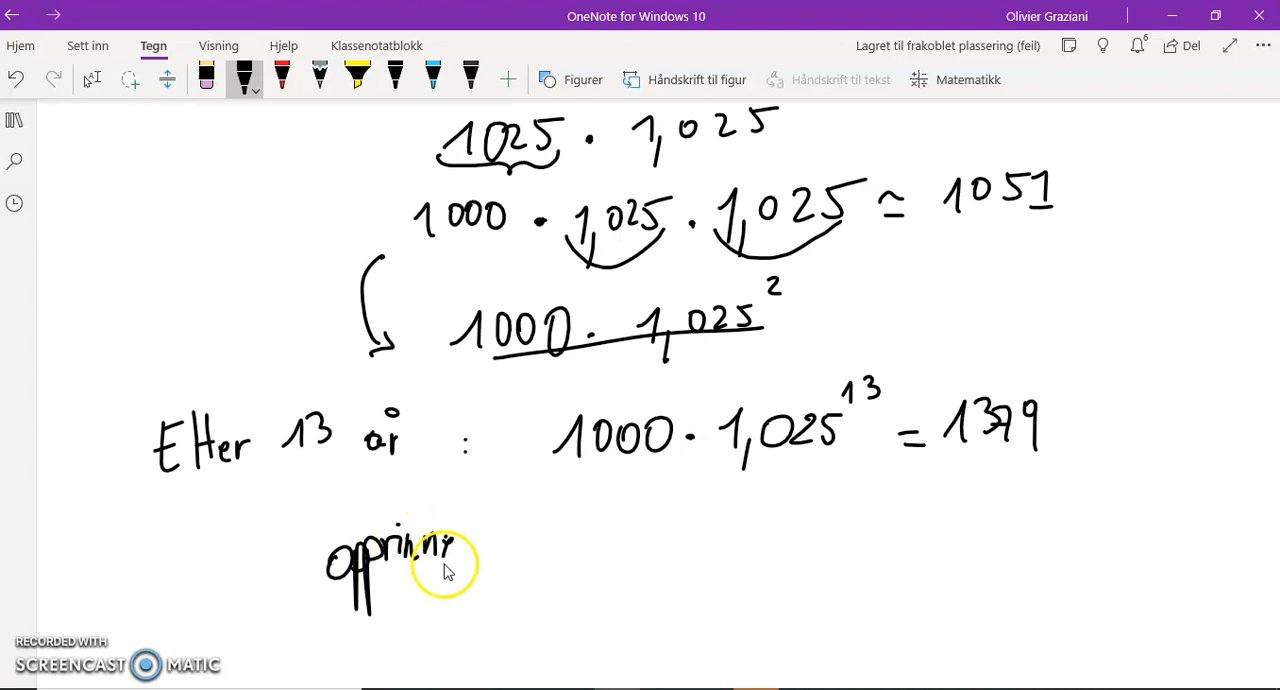 OneNote for Windows 10
Olivier Graziani
Hjem Sett inn Tegn Visning Hjelp Klassenotatblokk
Lagret til frakoblet plassering (feil) 6 Del
Figurer Håndskrift til figur Håndskrift til tekst Matematikk
1025 · 1,025
1000 · 1,025 · 1,025 ≃ 1051
1000 · 1,025²
Etter 13 år : 1000 · 1,025¹³ = 1379
RECORDED WITH
SCREENCAST MATIC